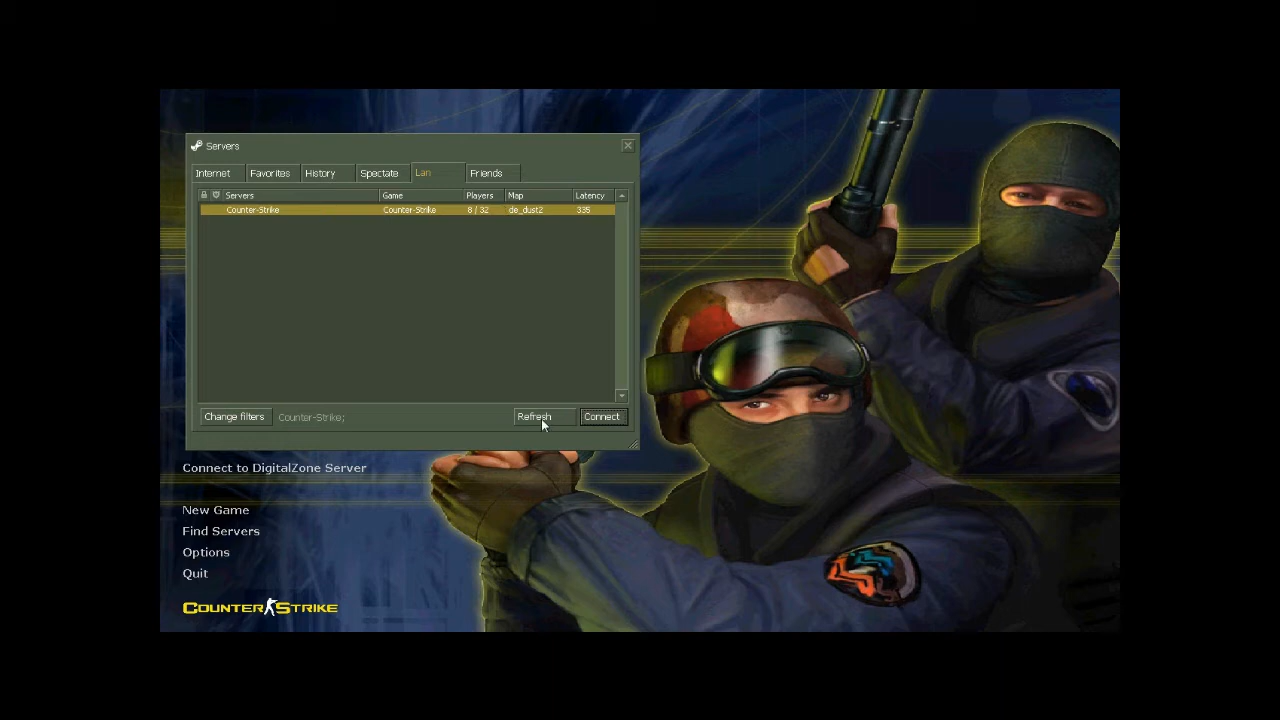 Servers
Internet Favorites History Spectate Lan Friends
Servers Game Players Map Latency
Counter-Strike Counter-Strike 8 / 32 de_dust2 335
Change filters Counter-Strike; Refresh Connect
Connect to DigitalZone Server
New Game
Find Servers
Options
Quit
COUNTER STRIKE